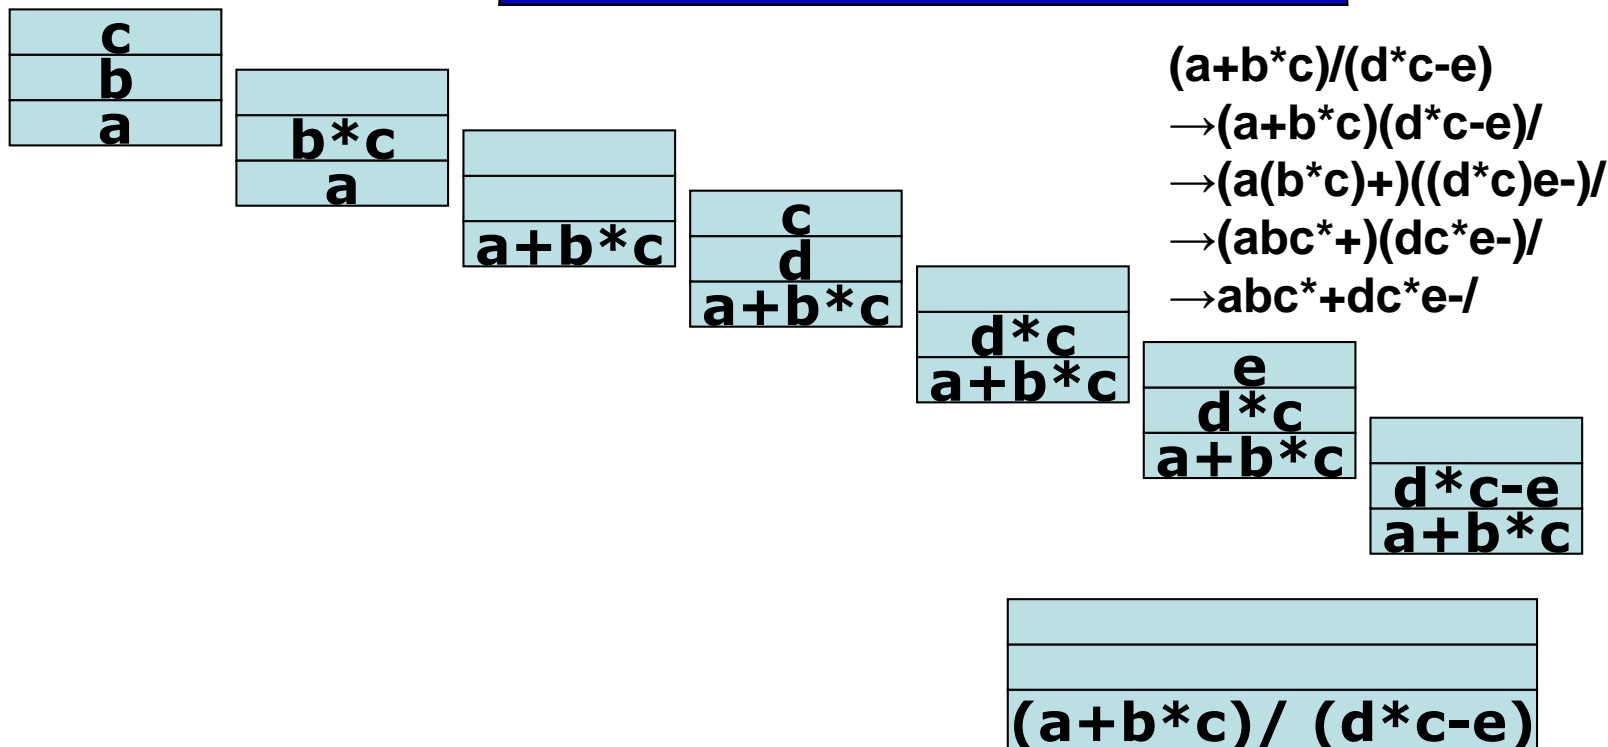 c
b
a
b*c
a
a+b*c
c
d
a+b*c
d*c
a+b*c
e
d*c
a+b*c
d*c-e
a+b*c
(a+b*c)/ (d*c-e)
(a+b*c)/(d*c-e)
→(a+b*c)(d*c-e)/
→(a(b*c)+)((d*c)e-)/
→(abc*+)(dc*e-)/
→abc*+dc*e-/